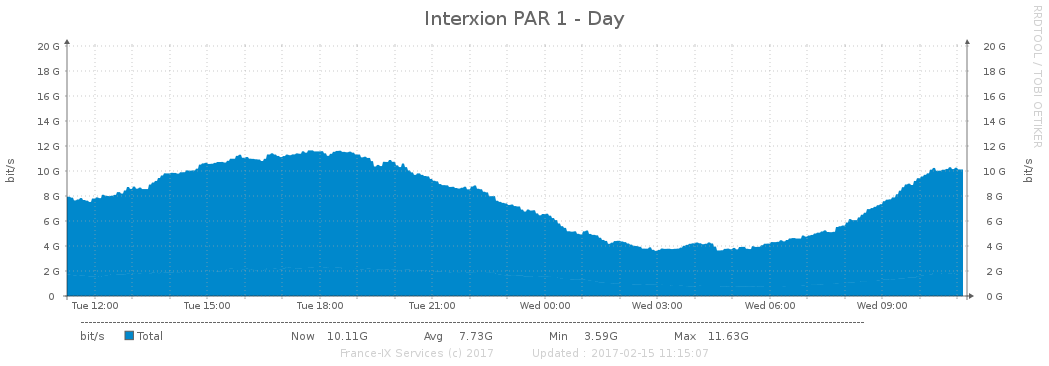 Interxion PAR 1 - Day
RRDTOOL / TOBI OETIKER
bit/s
20 G 20 G
18 G 18 G
16 G 16 G
14 G 14 G
12 G 12 G
10 G 10 G
8 G 8 G
6 G 6 G
4 G 4 G
2 G 2 G
0 0 G
bit/s
Tue 12:00 Tue 15:00 Tue 18:00 Tue 21:00 Wed 00:00 Wed 03:00 Wed 06:00 Wed 09:00
bit/s Total Now 10.11G Avg 7.73G Min 3.59G Max 11.63G
France-IX Services (c) 2017 Updated : 2017-02-15 11:15:07